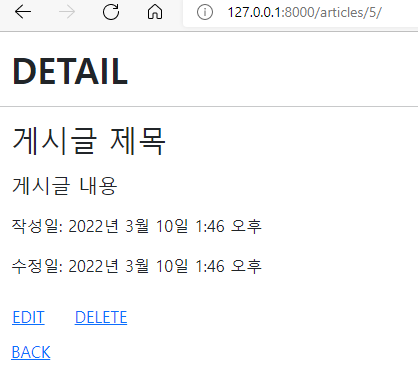 127.0.0.1:8000/articles/5/
DETAIL
게시글 제목
게시글 내용
작성일: 2022년 3월 10일 1:46 오후
수정일: 2022년 3월 10일 1:46 오후
EDIT DELETE
BACK